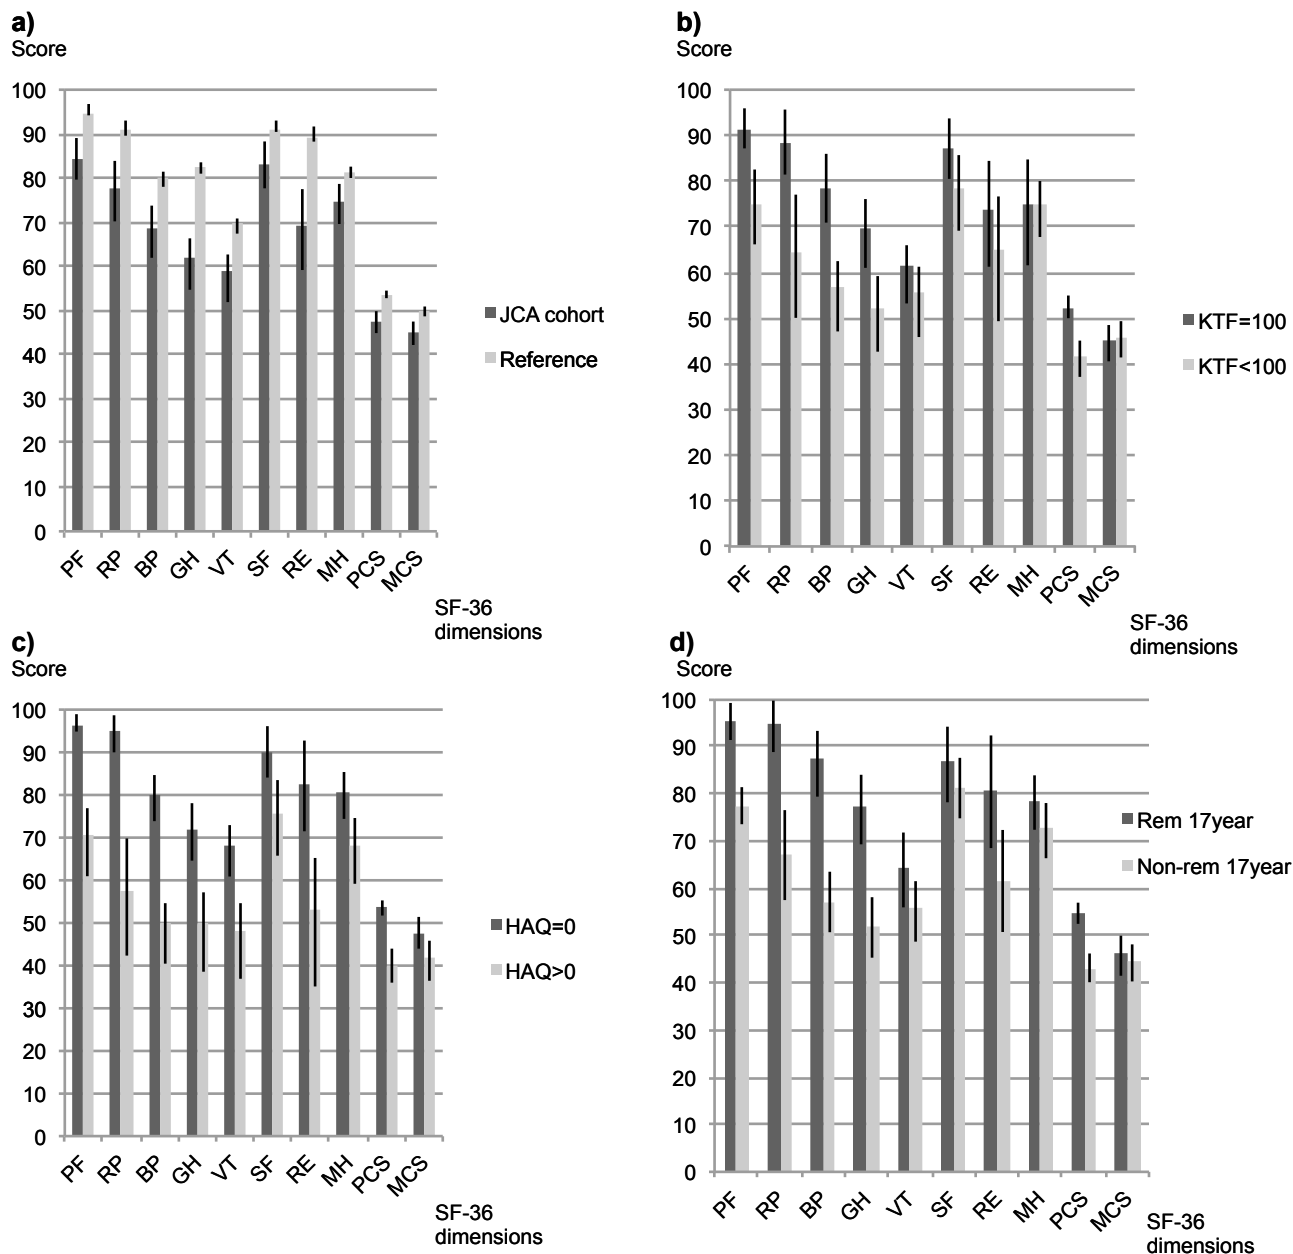 a)
Score
100
90
80
70
60
50
40
30
20
10
0
PF
RP
BP
GH
VT
SF
RE
MH
PCS
MCS
SF-36
dimensions
JCA cohort
Reference
b)
Score
100
90
80
70
60
50
40
30
20
10
0
PF
RP
BP
GH
VT
SF
RE
MH
PCS
MCS
SF-36
dimensions
KTF=100
KTF<100
c)
Score
100
90
80
70
60
50
40
30
20
10
0
PF
RP
BP
GH
VT
SF
RE
MH
PCS
MCS
SF-36
dimensions
HAQ=0
HAQ>0
d)
Score
100
90
80
70
60
50
40
30
20
10
0
PF
RP
BP
GH
VT
SF
RE
MH
PCS
MCS
SF-36
dimensions
Rem 17year
Non-rem 17year